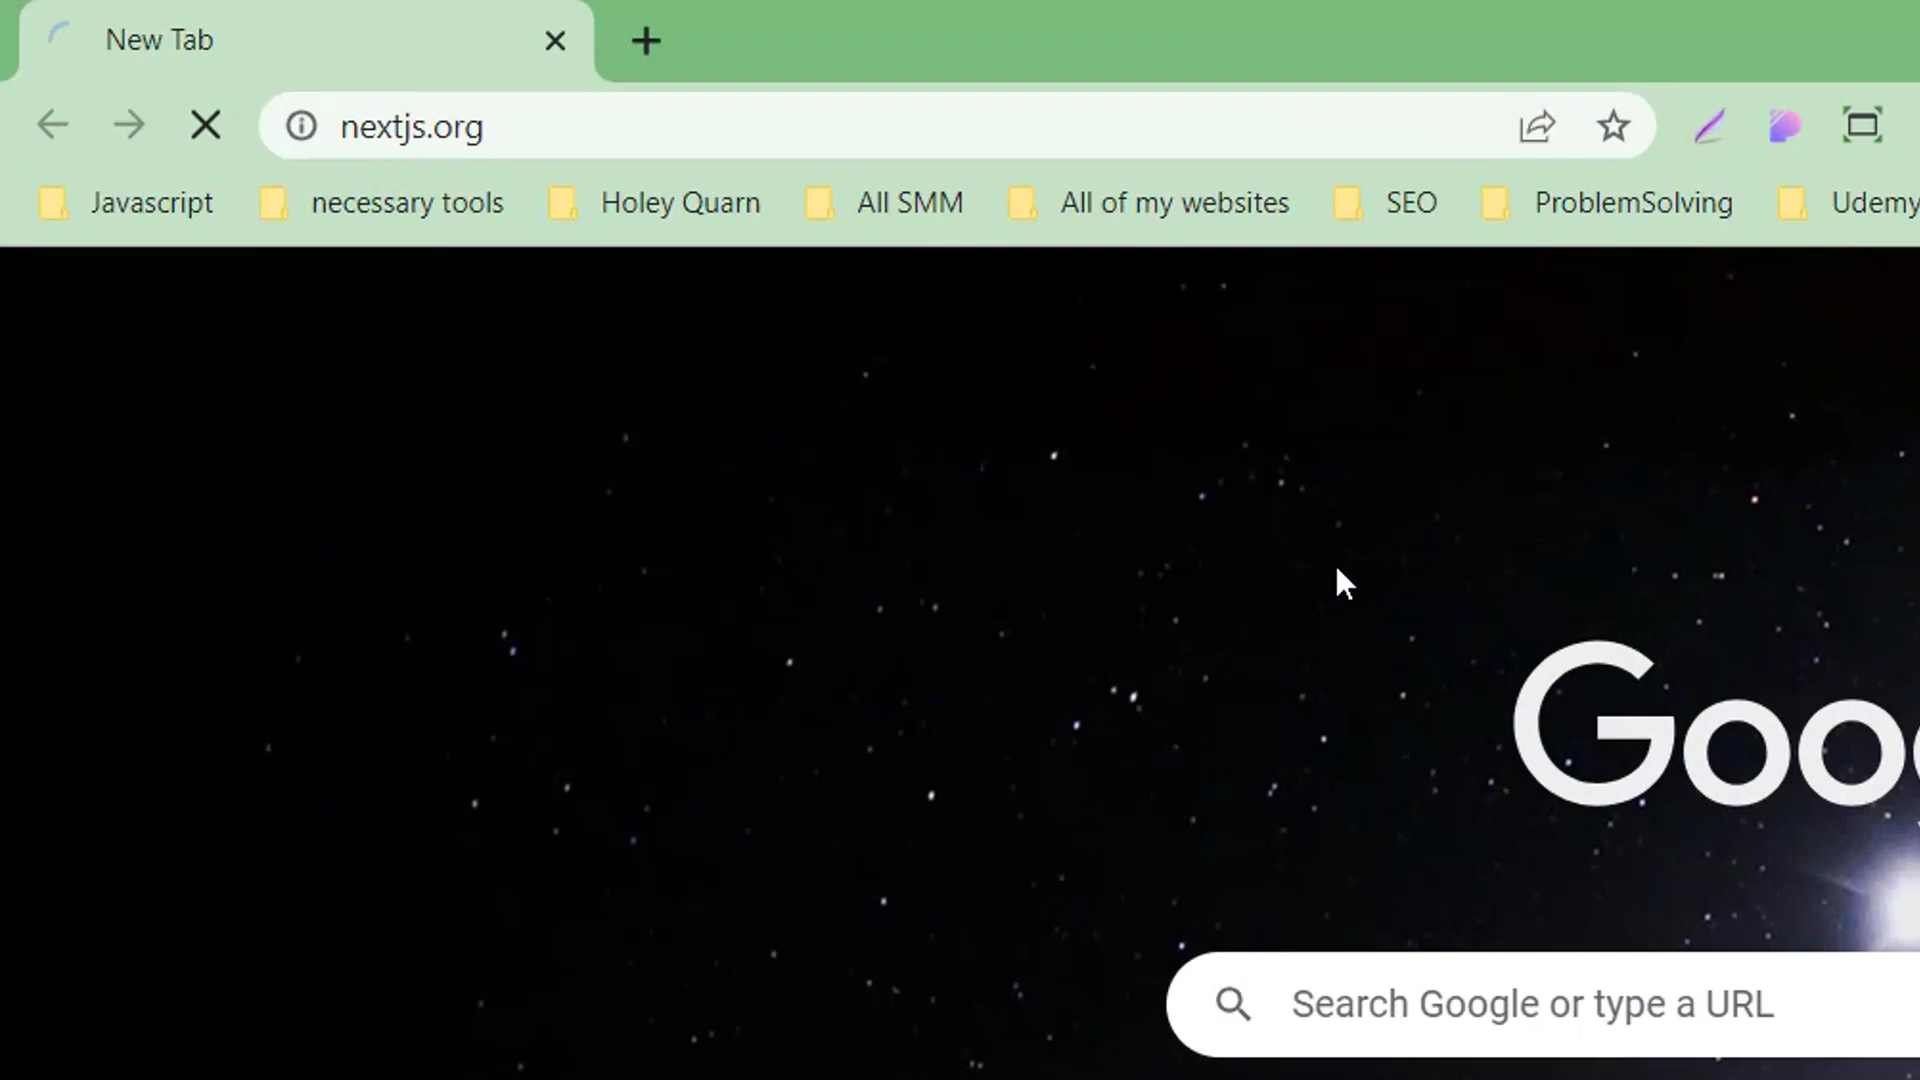 New Tab
nextjs.org
Javascript necessary tools Holey Quarn All SMM All of my websites SEO ProblemSolving Udemy
Goo
Search Google or type a URL